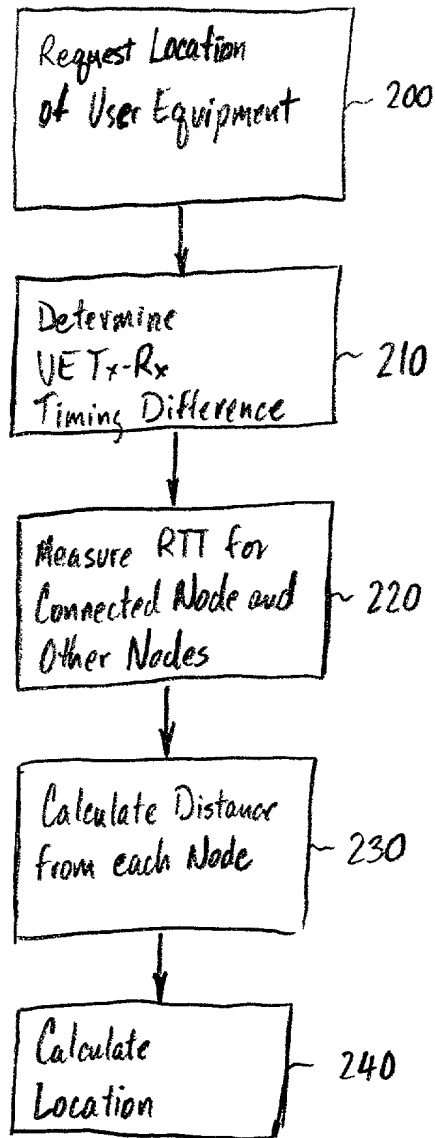 Request Location
of User Equipment
200
Determine
UE Tx-Rx
Timing Difference
210
Measure RTT for
Connected Node and
Other Nodes
220
Calculate Distance
from each Node
230
Calculate
Location
240